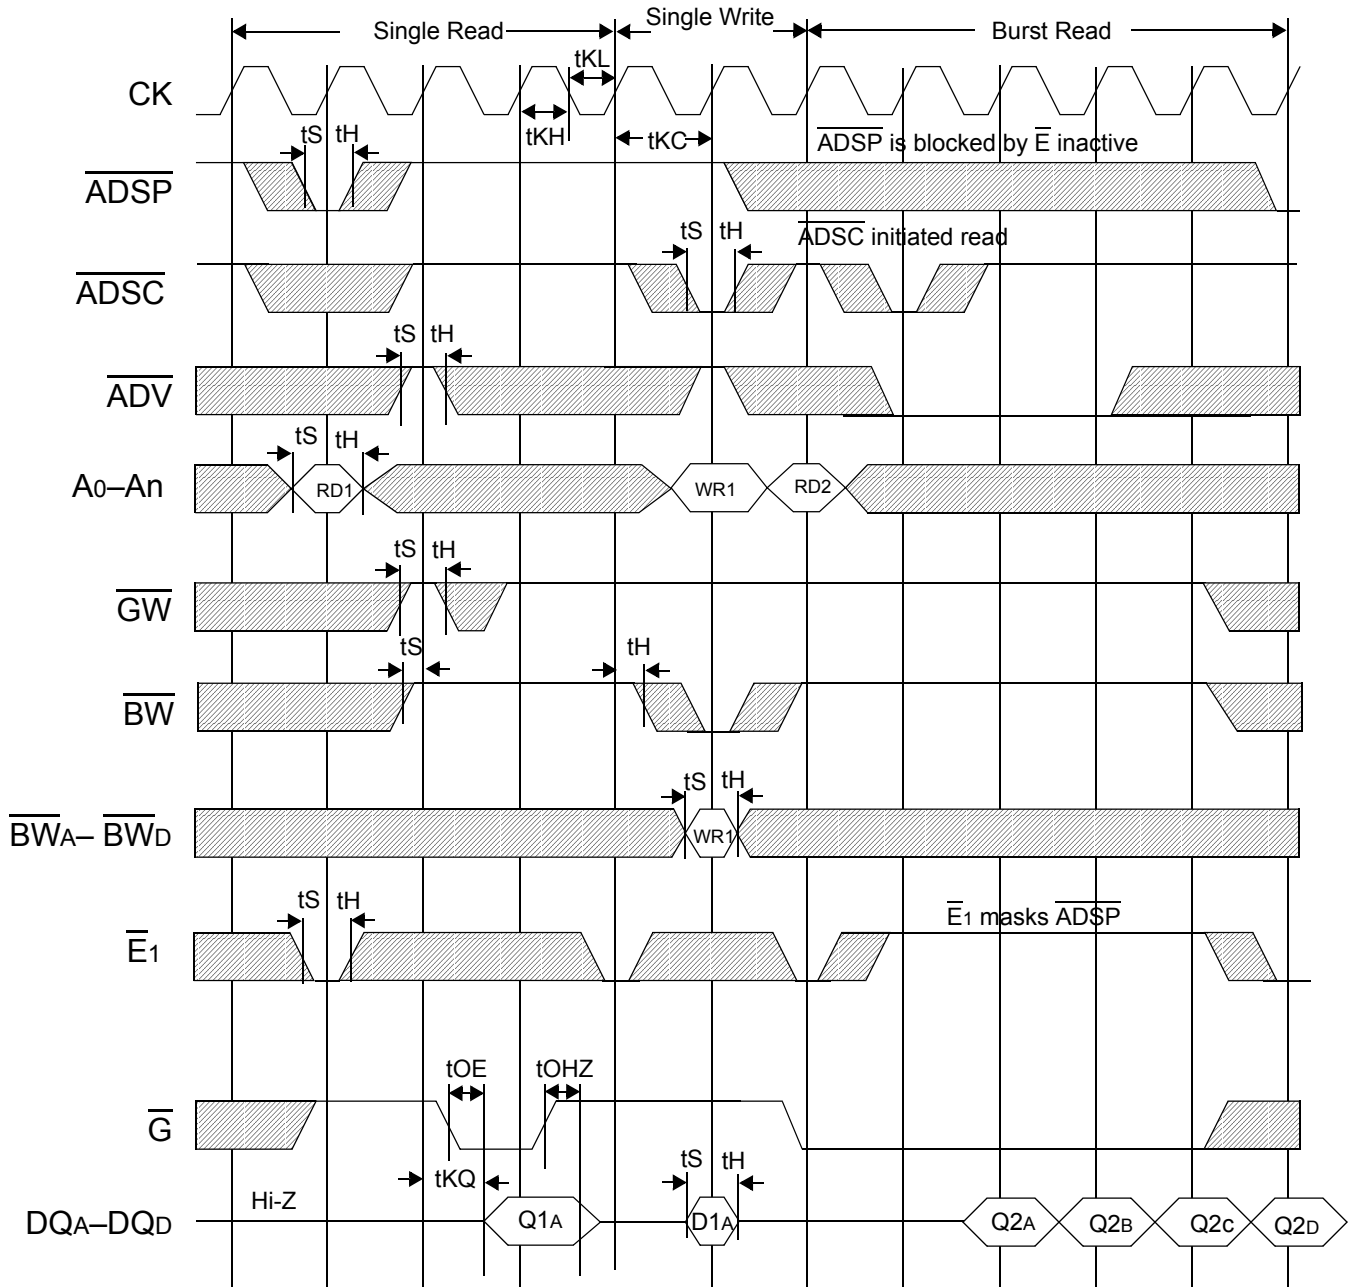 Single Read
Single Write
Burst Read
tKL
CK
tS tH
tKH
tKC
ADSP is blocked by E inactive
ADSP
tS tH
ADSC initiated read
ADSC
tS tH
ADV
tS tH
A0–An
RD1
WR1
RD2
tS tH
GW
tS
tH
BW
tS tH
BWA– BWD
WR1
tS tH
E1 masks ADSP
E1
tOE
tOHZ
G
tKQ
tS tH
Hi-Z
DQA–DQD
Q1A
D1A
Q2A
Q2B
Q2C
Q2D